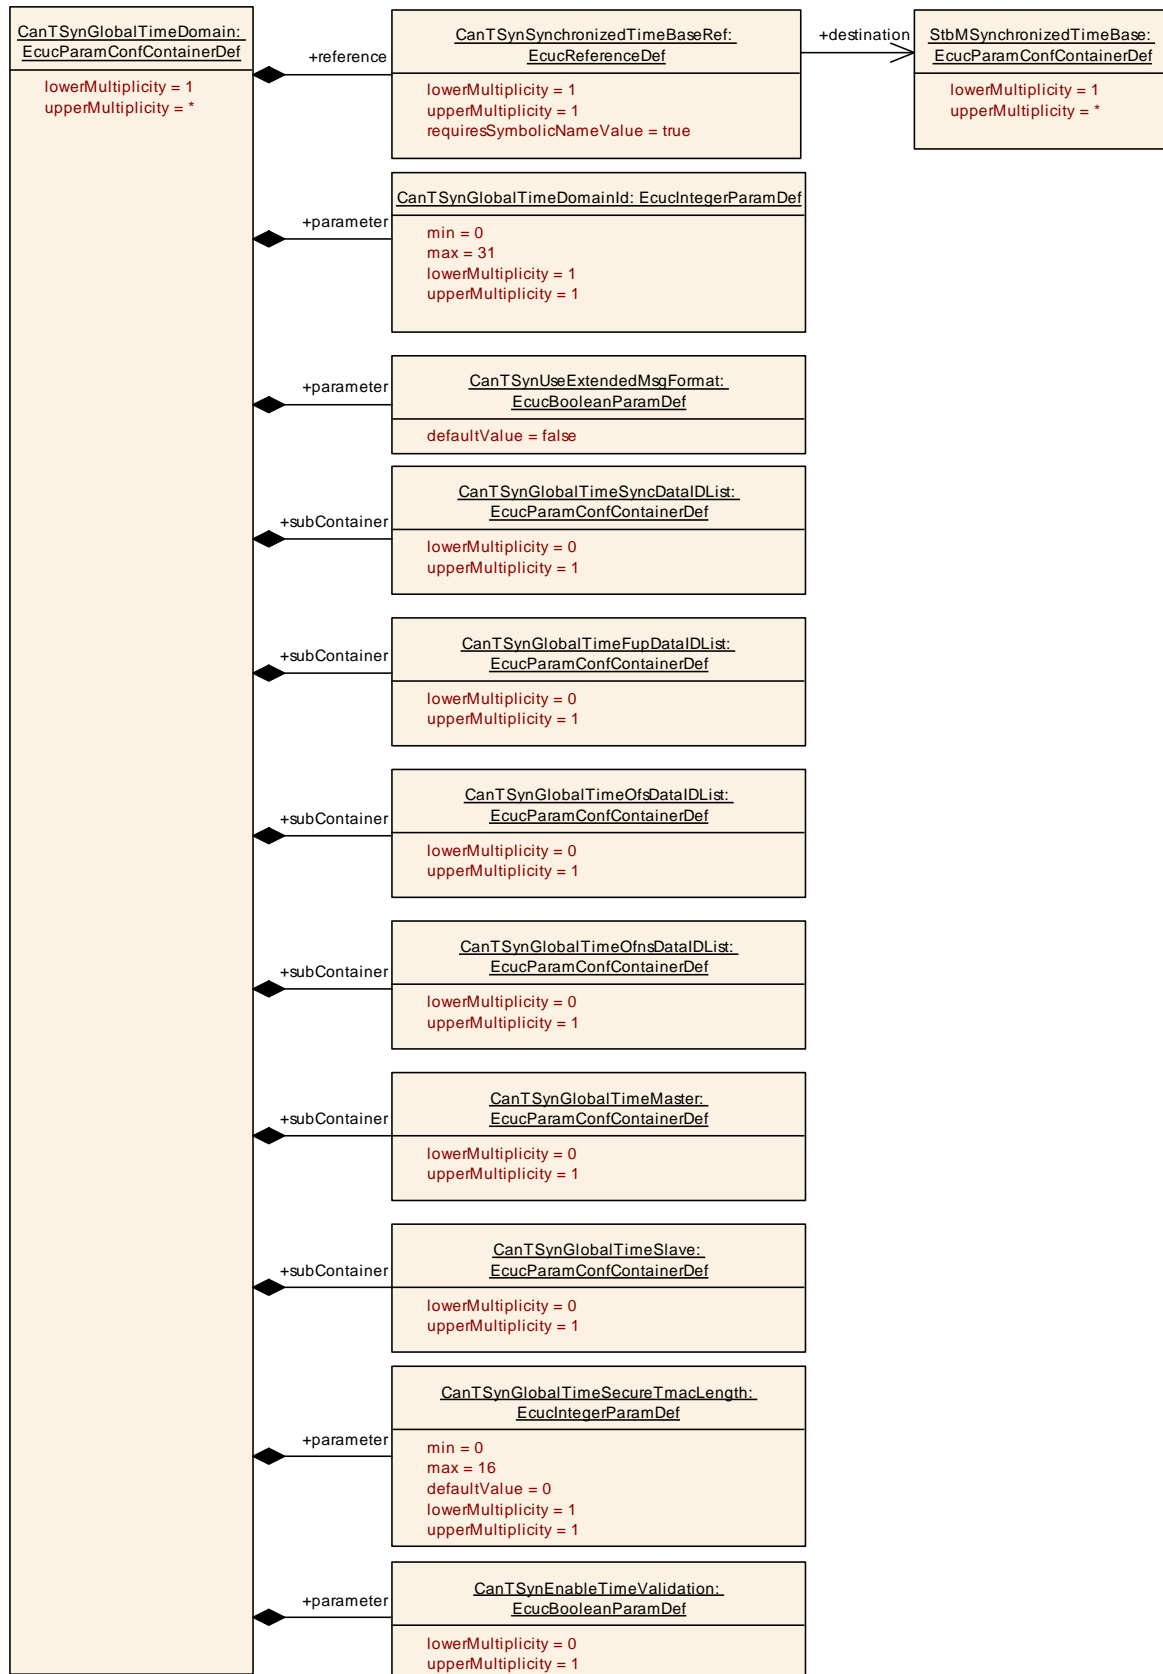 CanTSynGlobalTimeDomain:
EcucParamConfContainerDef
lowerMultiplicity = 1
upperMultiplicity = *
+reference
CanTSynSynchronizedTimeBaseRef:
EcucReferenceDef
lowerMultiplicity = 1
upperMultiplicity = 1
requiresSymbolicNameValue = true
+destination
StbMSynchronizedTimeBase:
EcucParamConfContainerDef
lowerMultiplicity = 1
upperMultiplicity = *
+parameter
CanTSynGlobalTimeDomainId: EcucIntegerParamDef
min = 0
max = 31
lowerMultiplicity = 1
upperMultiplicity = 1
+parameter
CanTSynUseExtendedMsgFormat:
EcucBooleanParamDef
defaultValue = false
+subContainer
CanTSynGlobalTimeSyncDataIDList:
EcucParamConfContainerDef
lowerMultiplicity = 0
upperMultiplicity = 1
+subContainer
CanTSynGlobalTimeFupDataIDList:
EcucParamConfContainerDef
lowerMultiplicity = 0
upperMultiplicity = 1
+subContainer
CanTSynGlobalTimeOfsDataIDList:
EcucParamConfContainerDef
lowerMultiplicity = 0
upperMultiplicity = 1
+subContainer
CanTSynGlobalTimeOfnsDataIDList:
EcucParamConfContainerDef
lowerMultiplicity = 0
upperMultiplicity = 1
+subContainer
CanTSynGlobalTimeMaster:
EcucParamConfContainerDef
lowerMultiplicity = 0
upperMultiplicity = 1
+subContainer
CanTSynGlobalTimeSlave:
EcucParamConfContainerDef
lowerMultiplicity = 0
upperMultiplicity = 1
+parameter
CanTSynGlobalTimeSecureTmacLength:
EcucIntegerParamDef
min = 0
max = 16
defaultValue = 0
lowerMultiplicity = 1
upperMultiplicity = 1
+parameter
CanTSynEnableTimeValidation:
EcucBooleanParamDef
lowerMultiplicity = 0
upperMultiplicity = 1